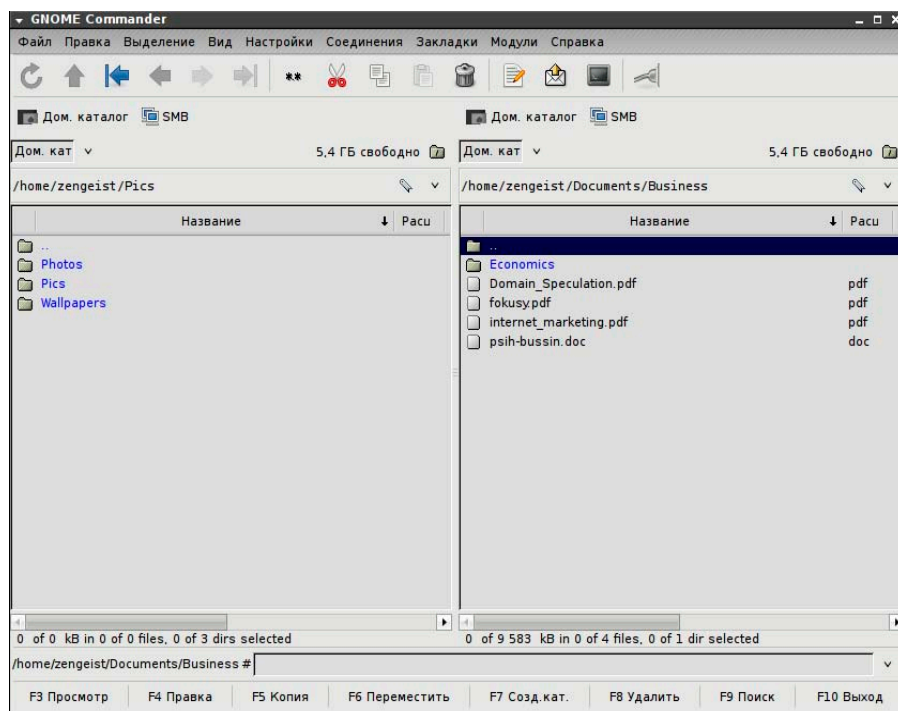 GNOME Commander
Файл Правка Выделение Вид Настройки Соединения Закладки Модули Справка
**
Дом. каталог SMB
Дом. каталог SMB
Дом. кат 5,4 ГБ свободно
Дом. кат 5,4 ГБ свободно
/home/zengeist/Pics
/home/zengeist/Documents/Business
Название Расш
Название Расш
..
Photos
Pics
Wallpapers
..
Economics
Domain_Speculation.pdf pdf
fokusy.pdf pdf
internet_marketing.pdf pdf
psih-bussin.doc doc
0 of 0 kB in 0 of 0 files, 0 of 3 dirs selected
0 of 9 583 kB in 0 of 4 files, 0 of 1 dir selected
/home/zengeist/Documents/Business #
F3 Просмотр F4 Правка F5 Копия F6 Переместить F7 Созд.кат. F8 Удалить F9 Поиск F10 Выход